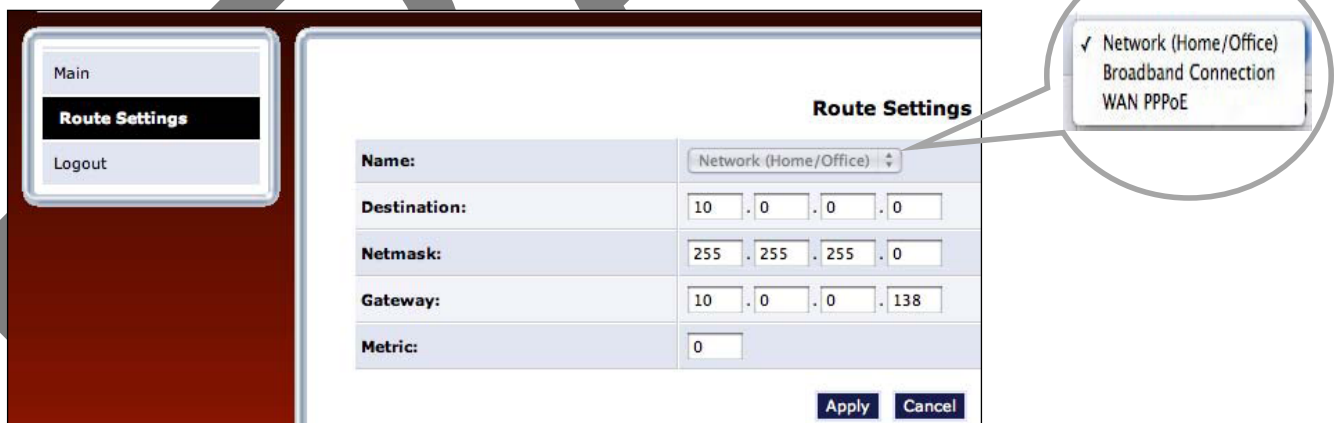 Main
Route Settings
Logout
Route Settings
Name: Network (Home/Office)
Destination: 10 . 0 . 0 . 0
Netmask: 255 . 255 . 255 . 0
Gateway: 10 . 0 . 0 . 138
Metric: 0
Apply Cancel
✓ Network (Home/Office)
Broadband Connection
WAN PPPoE